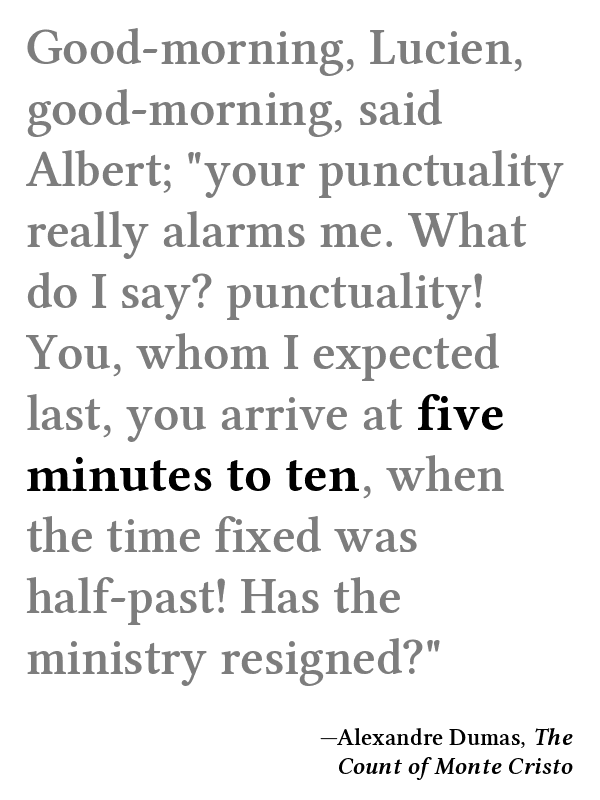 Good-morning, Lucien,
good-morning, said
Albert; "your punctuality
really alarms me. What
do I say? punctuality!
You, whom I expected
last, you arrive at five
minutes to ten, when
the time fixed was
half-past! Has the
ministry resigned?"
—Alexandre Dumas, The
Count of Monte Cristo